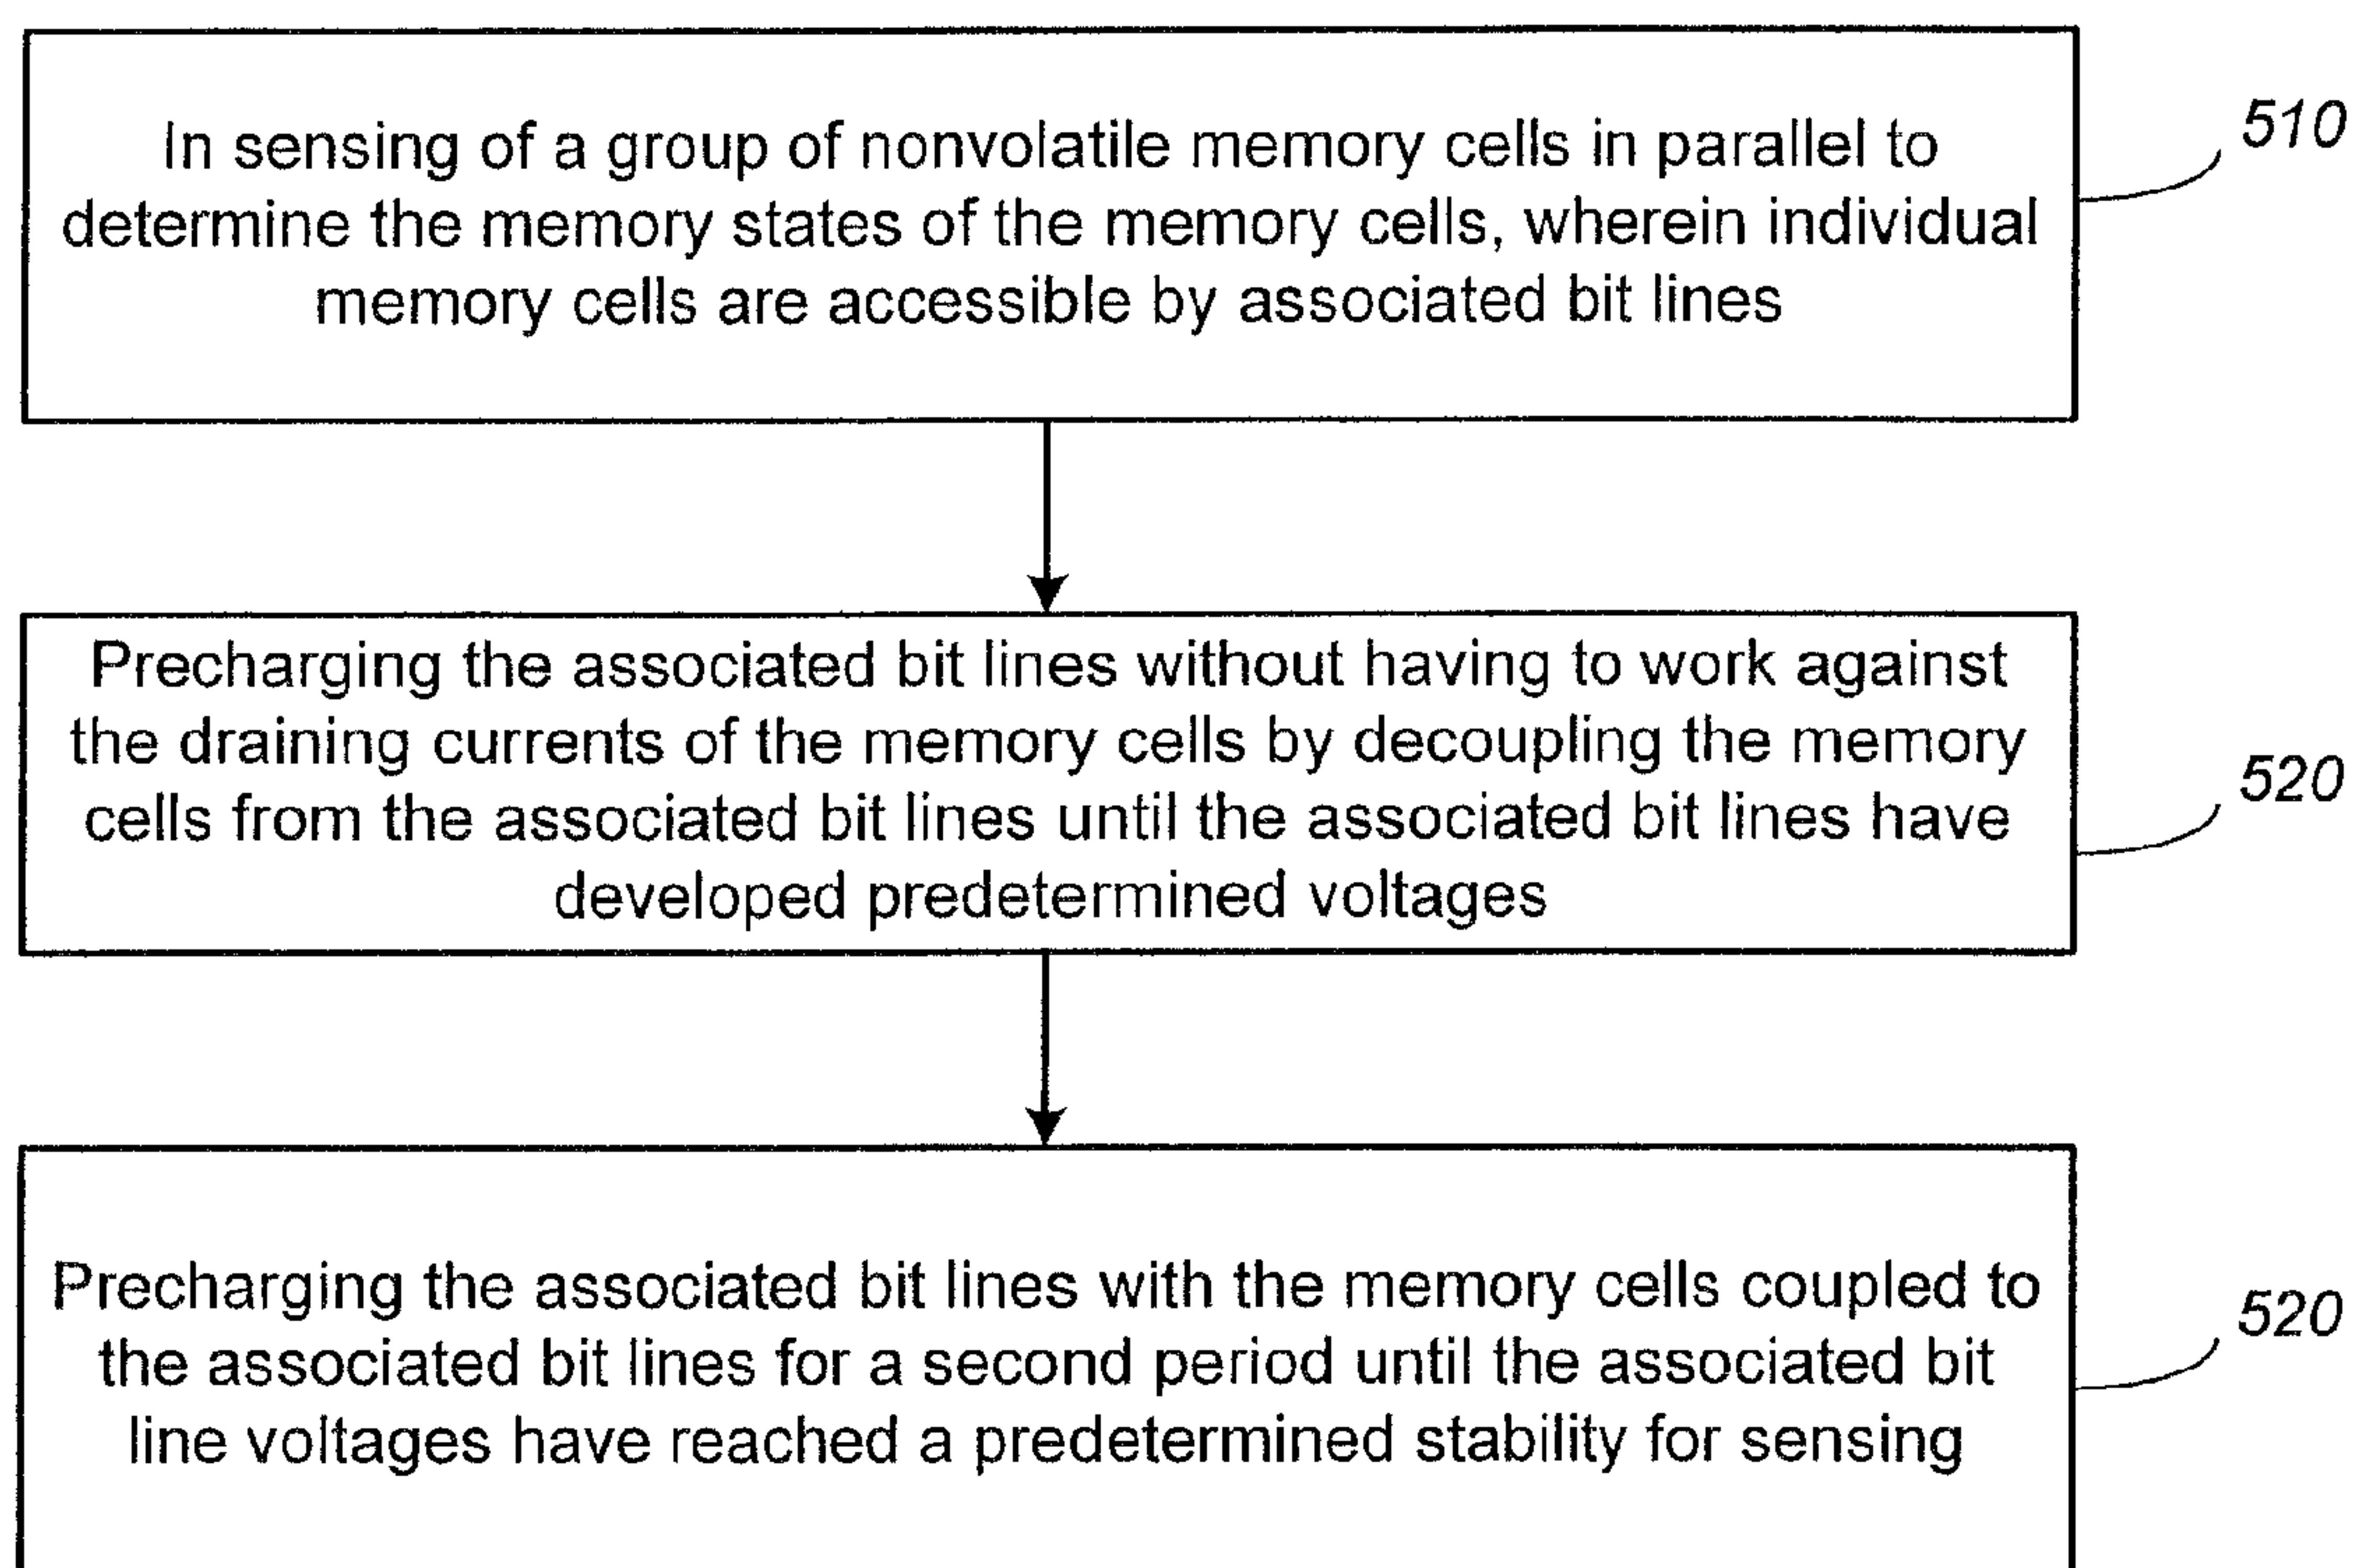 In sensing of a group of nonvolatile memory cells in parallel to
determine the memory states of the memory cells, wherein individual
memory cells are accessible by associated bit lines
510
Precharging the associated bit lines without having to work against
the draining currents of the memory cells by decoupling the memory
cells from the associated bit lines until the associated bit lines have
developed predetermined voltages
520
Precharging the associated bit lines with the memory cells coupled to
the associated bit lines for a second period until the associated bit
line voltages have reached a predetermined stability for sensing
520